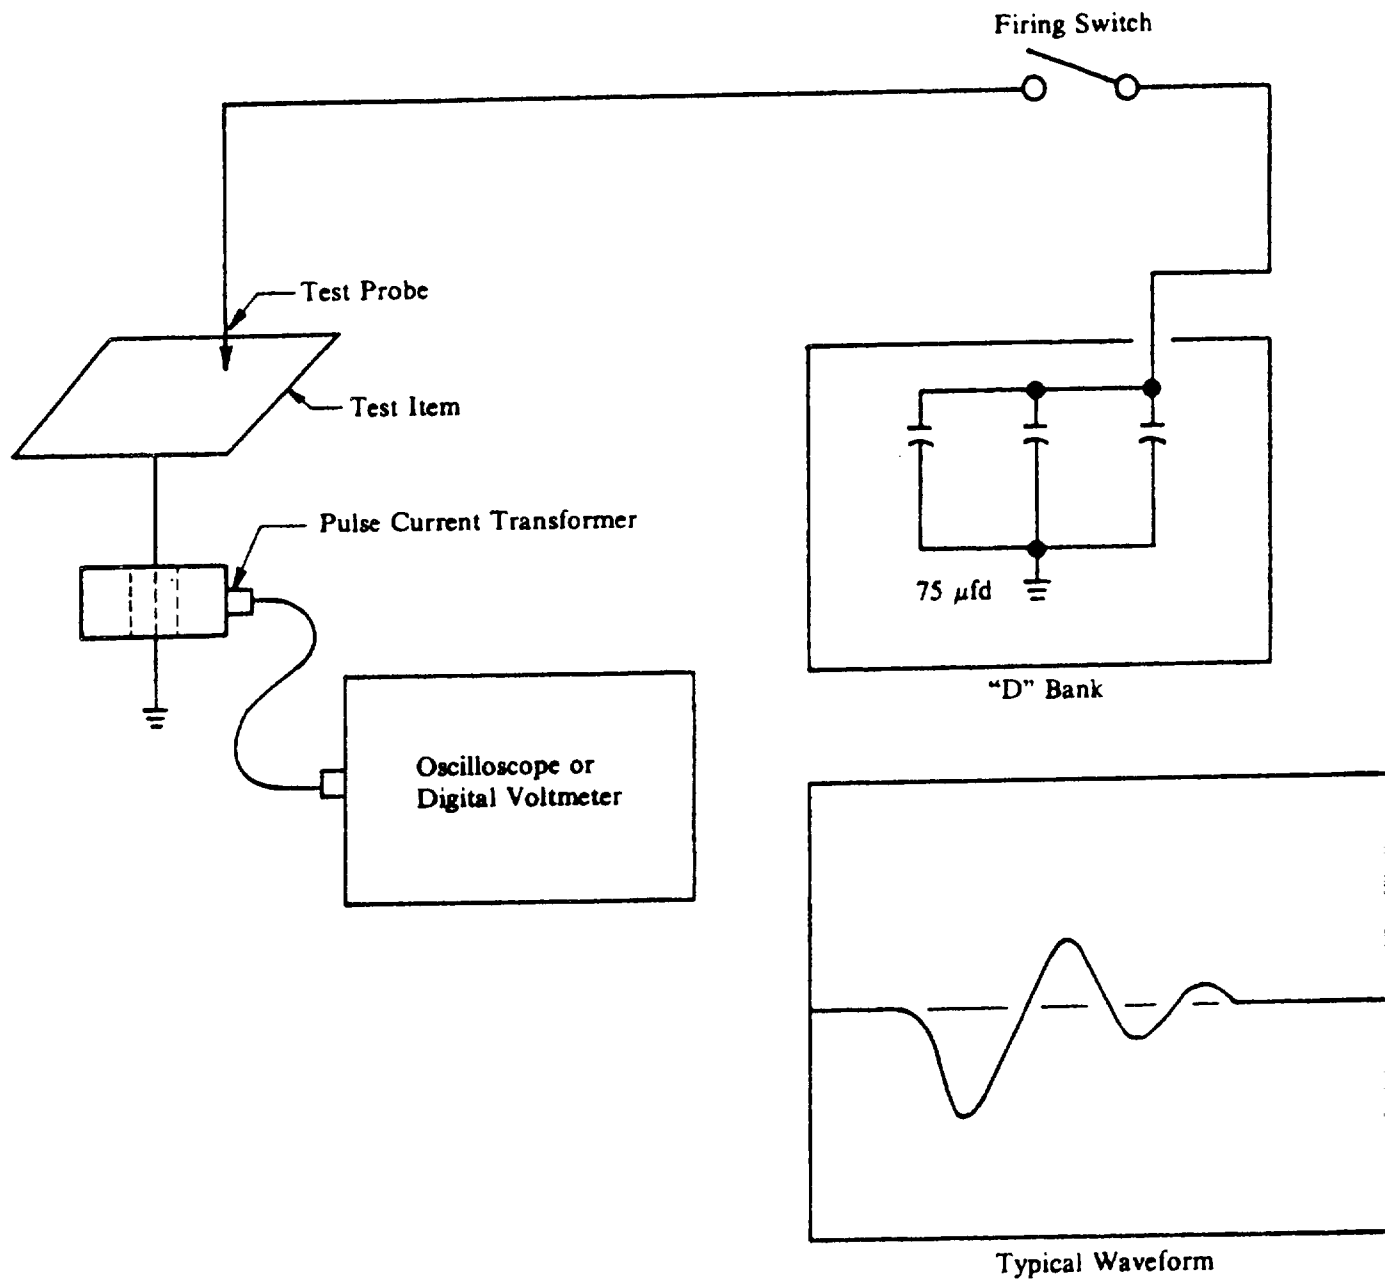 Firing Switch
Test Probe
Test Item
Pulse Current Transformer
75 μfd
"D" Bank
Oscilloscope or
Digital Voltmeter
Typical Waveform